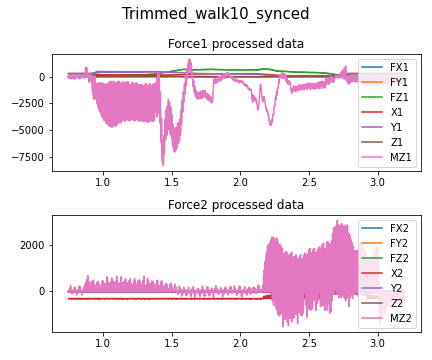 Trimmed_walk10_synced
Force1 processed data
0
−2500
−5000
−7500
1.0 1.5 2.0 2.5 3.0
FX1
FY1
FZ1
X1
Y1
Z1
MZ1
Force2 processed data
2000
0
1.0 1.5 2.0 2.5 3.0
FX2
FY2
FZ2
X2
Y2
Z2
MZ2